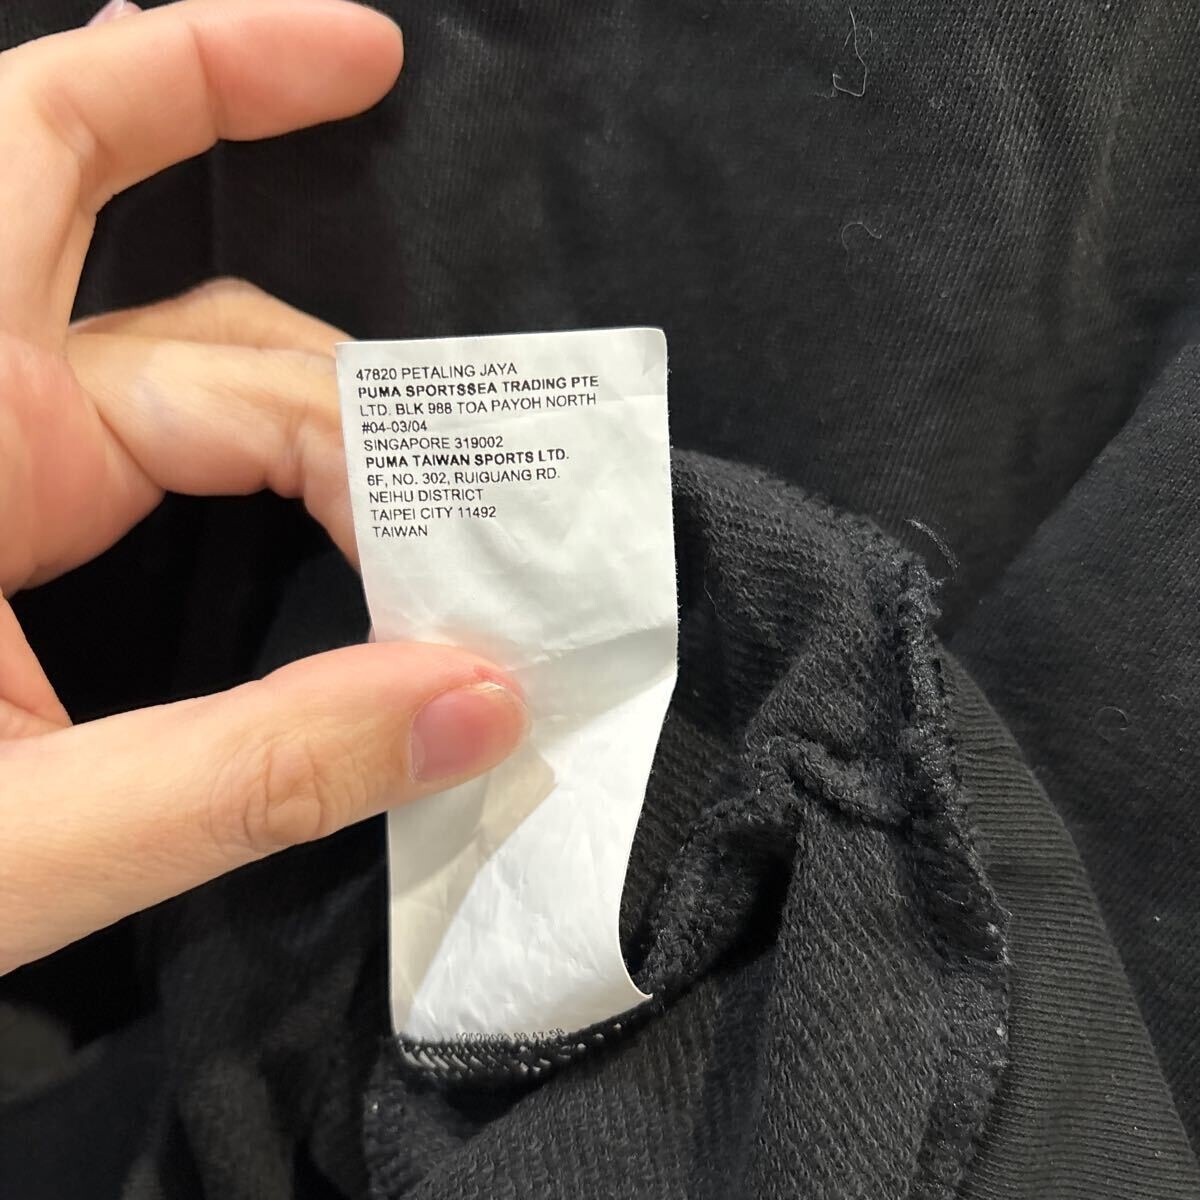 47820 PETALING JAYA
PUMA SPORTSSEA TRADING PTE
LTD. BLK 988 TOA PAYOH NORTH
#04-03/04
SINGAPORE 319002
PUMA TAIWAN SPORTS LTD.
6F, NO. 302, RUIGUANG RD.
NEIHU DISTRICT
TAIPEI CITY 11492
TAIWAN